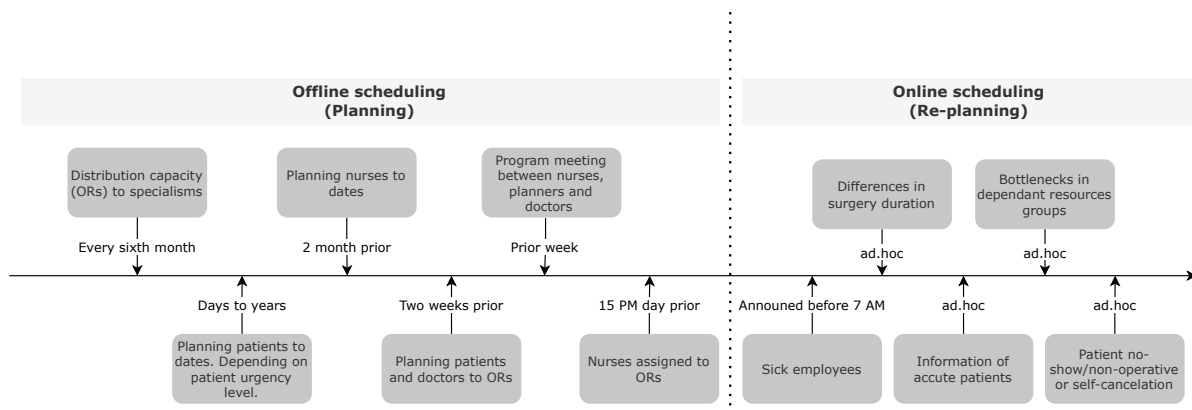 Offline scheduling
(Planning)
Online scheduling
(Re-planning)
Distribution capacity
(ORs) to specialisms
Planning nurses to
dates
Program meeting
between nurses,
planners and
doctors
Differences in
surgery duration
Bottlenecks in
dependant resources
groups
Every sixth month
2 month prior
Prior week
ad.hoc
ad.hoc
Days to years
Two weeks prior
15 PM day prior
Announed before 7 AM
ad.hoc
ad.hoc
Planning patients to
dates. Depending on
patient urgency
level.
Planning patients
and doctors to ORs
Nurses assigned to
ORs
Sick employees
Information of
accute patients
Patient no-
show/non-operative
or self-cancelation